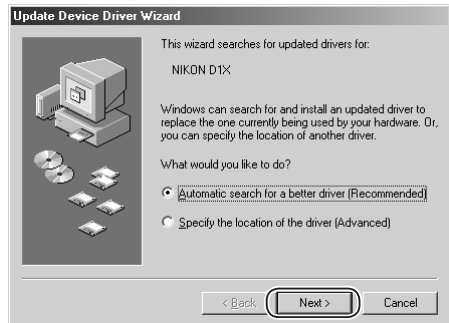 Update Device Driver Wizard
This wizard searches for updated drivers for:
NIKON D1X
Windows can search for and install an updated driver to
replace the one currently being used by your hardware. Or,
you can specify the location of another driver.
What would you like to do?
Automatic search for a better driver (Recommended)
Specify the location of the driver (Advanced)
< Back Next > Cancel